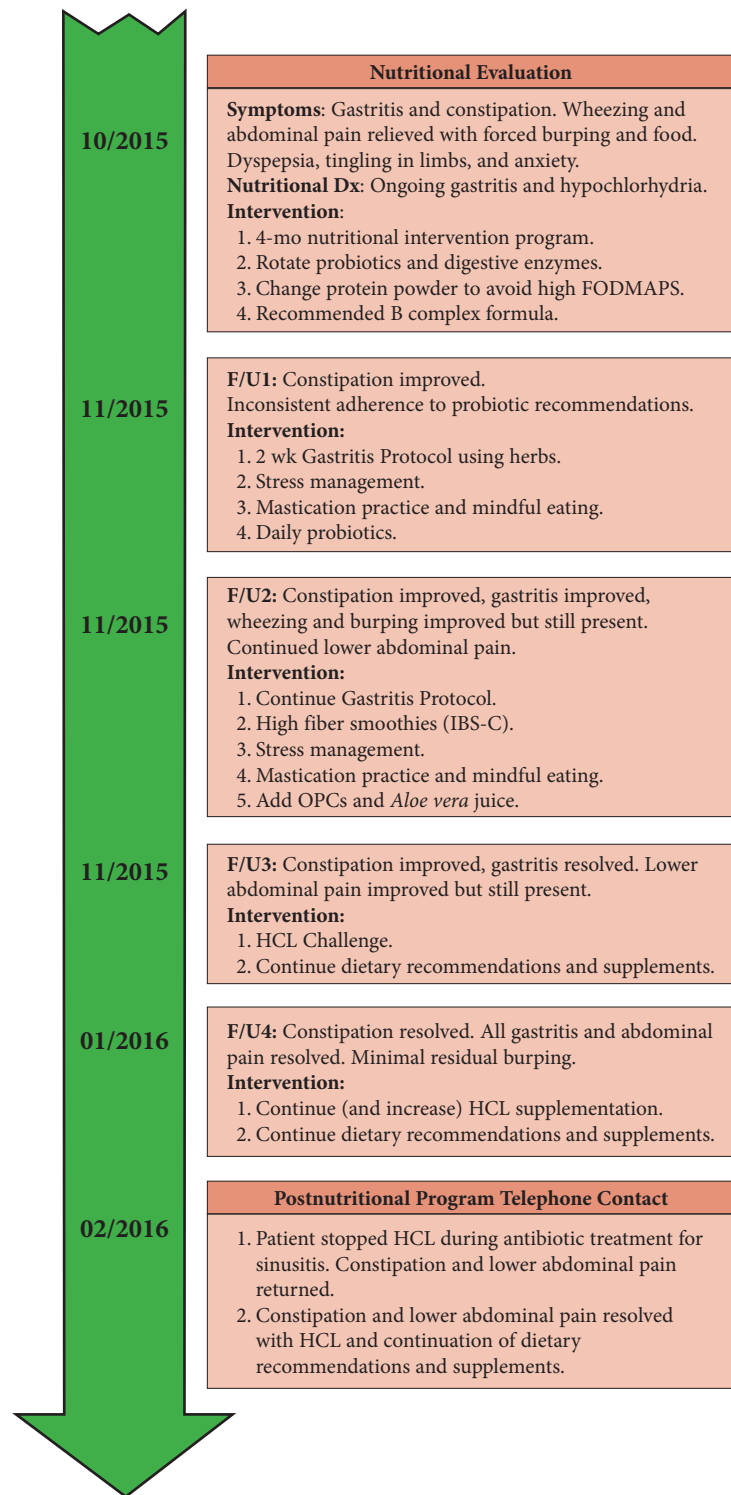 10/2015
Nutritional Evaluation
Symptoms: Gastritis and constipation. Wheezing and
abdominal pain relieved with forced burping and food.
Dyspepsia, tingling in limbs, and anxiety.
Nutritional Dx: Ongoing gastritis and hypochlorhydria.
Intervention:
1. 4-mo nutritional intervention program.
2. Rotate probiotics and digestive enzymes.
3. Change protein powder to avoid high FODMAPS.
4. Recommended B complex formula.
11/2015
F/U1: Constipation improved.
Inconsistent adherence to probiotic recommendations.
Intervention:
1. 2 wk Gastritis Protocol using herbs.
2. Stress management.
3. Mastication practice and mindful eating.
4. Daily probiotics.
11/2015
F/U2: Constipation improved, gastritis improved,
wheezing and burping improved but still present.
Continued lower abdominal pain.
Intervention:
1. Continue Gastritis Protocol.
2. High fiber smoothies (IBS-C).
3. Stress management.
4. Mastication practice and mindful eating.
5. Add OPCs and Aloe vera juice.
11/2015
F/U3: Constipation improved, gastritis resolved. Lower
abdominal pain improved but still present.
Intervention:
1. HCL Challenge.
2. Continue dietary recommendations and supplements.
01/2016
F/U4: Constipation resolved. All gastritis and abdominal
pain resolved. Minimal residual burping.
Intervention:
1. Continue (and increase) HCL supplementation.
2. Continue dietary recommendations and supplements.
02/2016
Postnutritional Program Telephone Contact
1. Patient stopped HCL during antibiotic treatment for
sinusitis. Constipation and lower abdominal pain
returned.
2. Constipation and lower abdominal pain resolved
with HCL and continuation of dietary
recommendations and supplements.